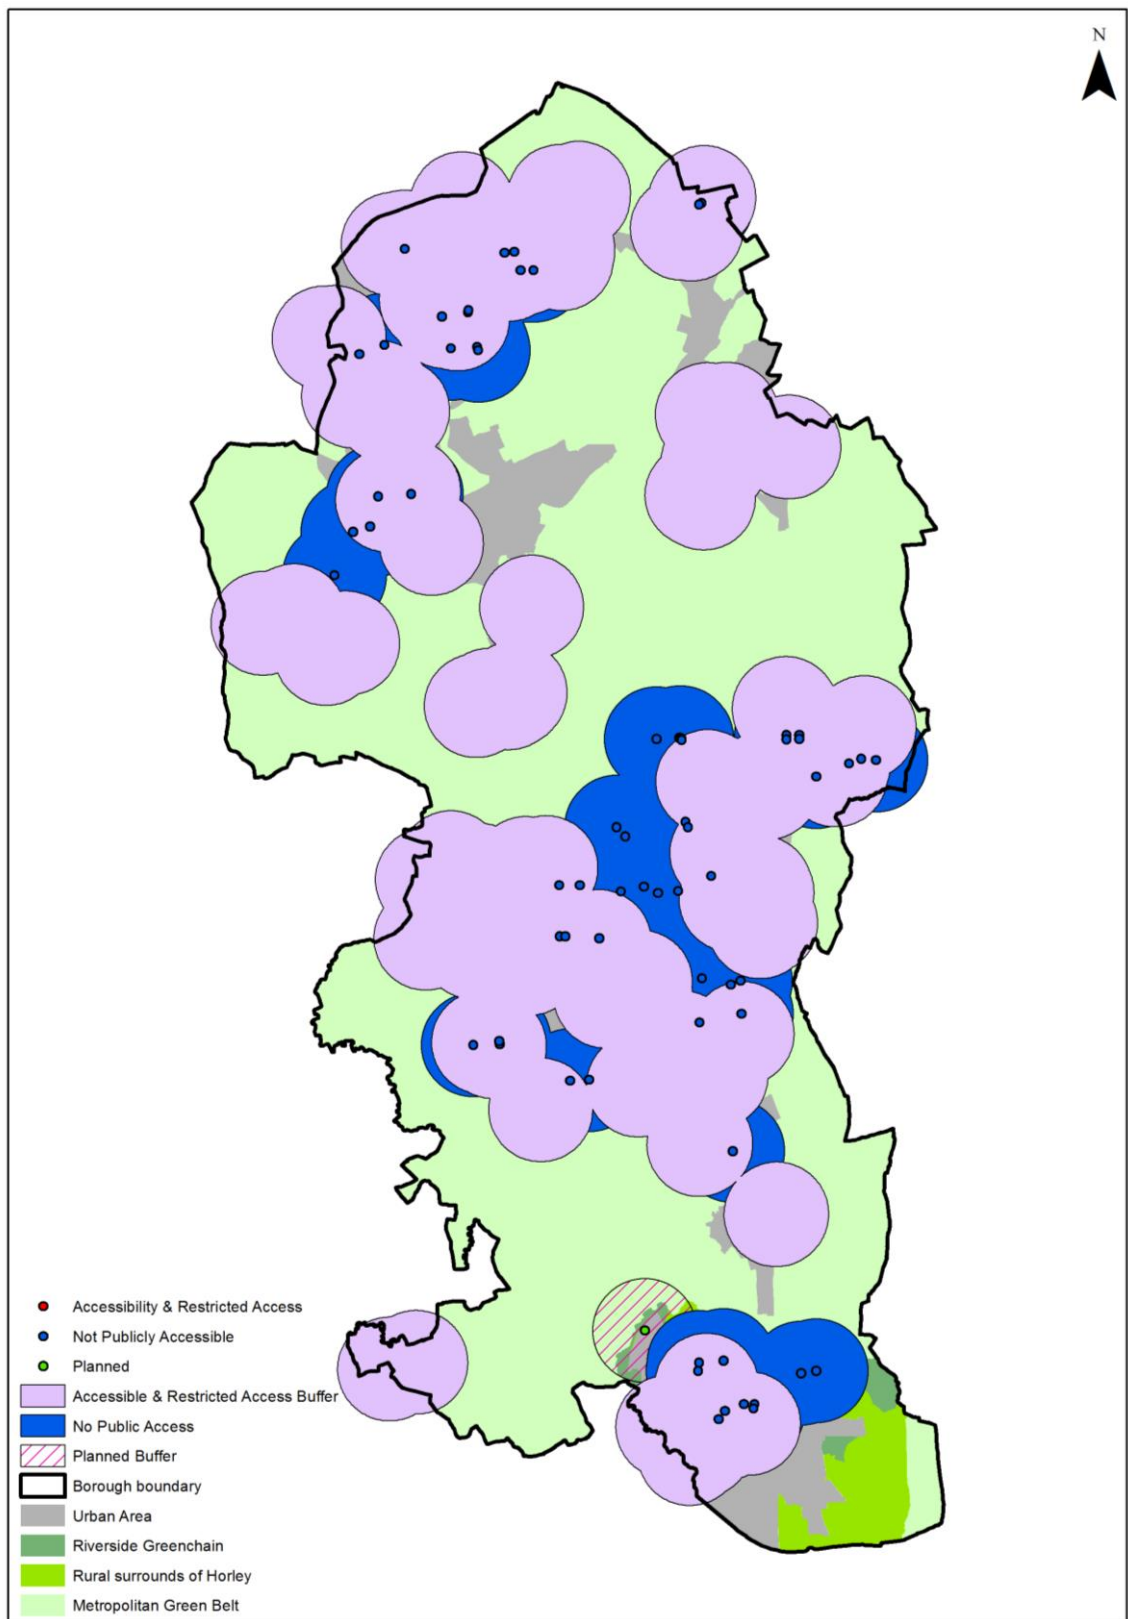 N
Accessibility & Restricted Access
Not Publicly Accessible
Planned
Accessible & Restricted Access Buffer
No Public Access
Planned Buffer
Borough boundary
Urban Area
Riverside Greenchain
Rural surrounds of Horley
Metropolitan Green Belt